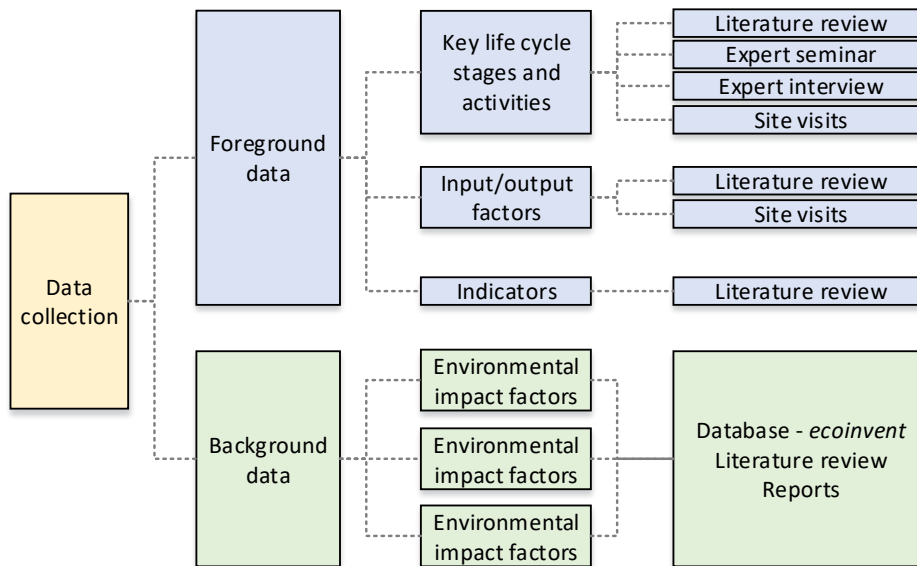 Data
collection
Foreground
data
Key life cycle
stages and
activities
Literature review
Expert seminar
Expert interview
Site visits
Input/output
factors
Literature review
Site visits
Indicators
Literature review
Background
data
Environmental
impact factors
Environmental
impact factors
Environmental
impact factors
Database - ecoinvent
Literature review
Reports